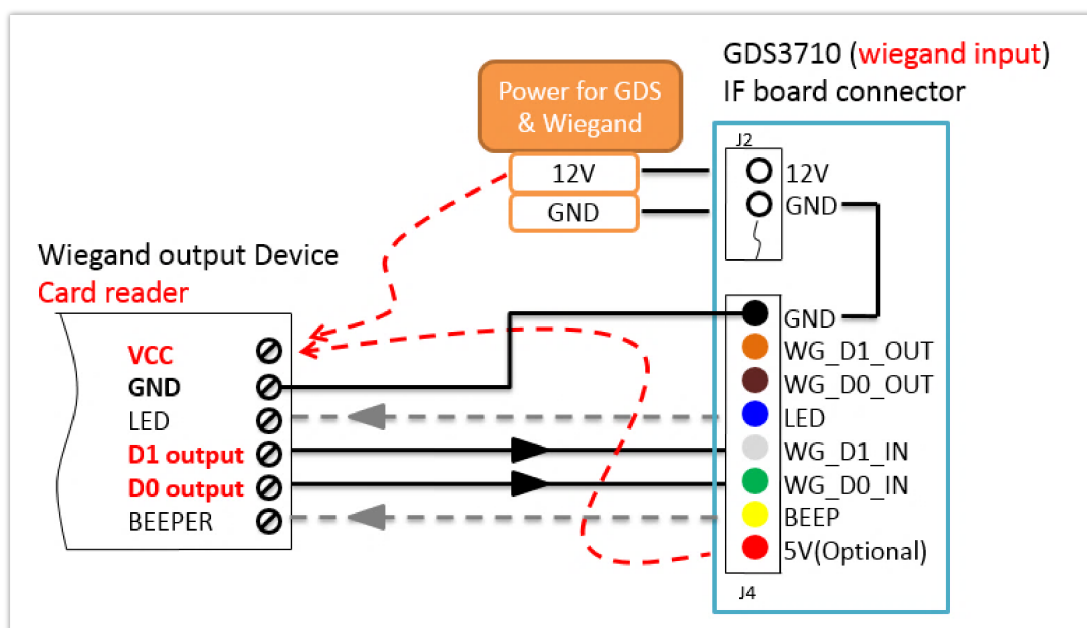 GDS3710 (wiegand input)
IF board connector
Power for GDS
& Wiegand
12V
GND
J2
12V
GND
Wiegand output Device
Card reader
VCC
GND
LED
D1 output
D0 output
BEEPER
GND
WG_D1_OUT
WG_D0_OUT
LED
WG_D1_IN
WG_D0_IN
BEEP
5V(Optional)
J4